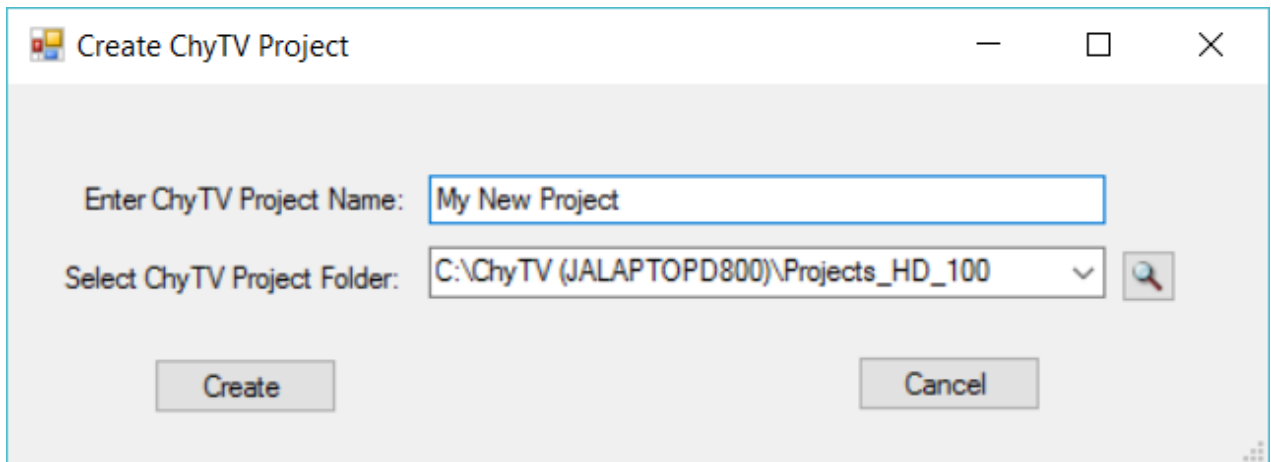 Create ChyTV Project
Enter ChyTV Project Name: My New Project
Select ChyTV Project Folder: C:\ChyTV (JALAPTOPD800)\Projects_HD_100
Create Cancel